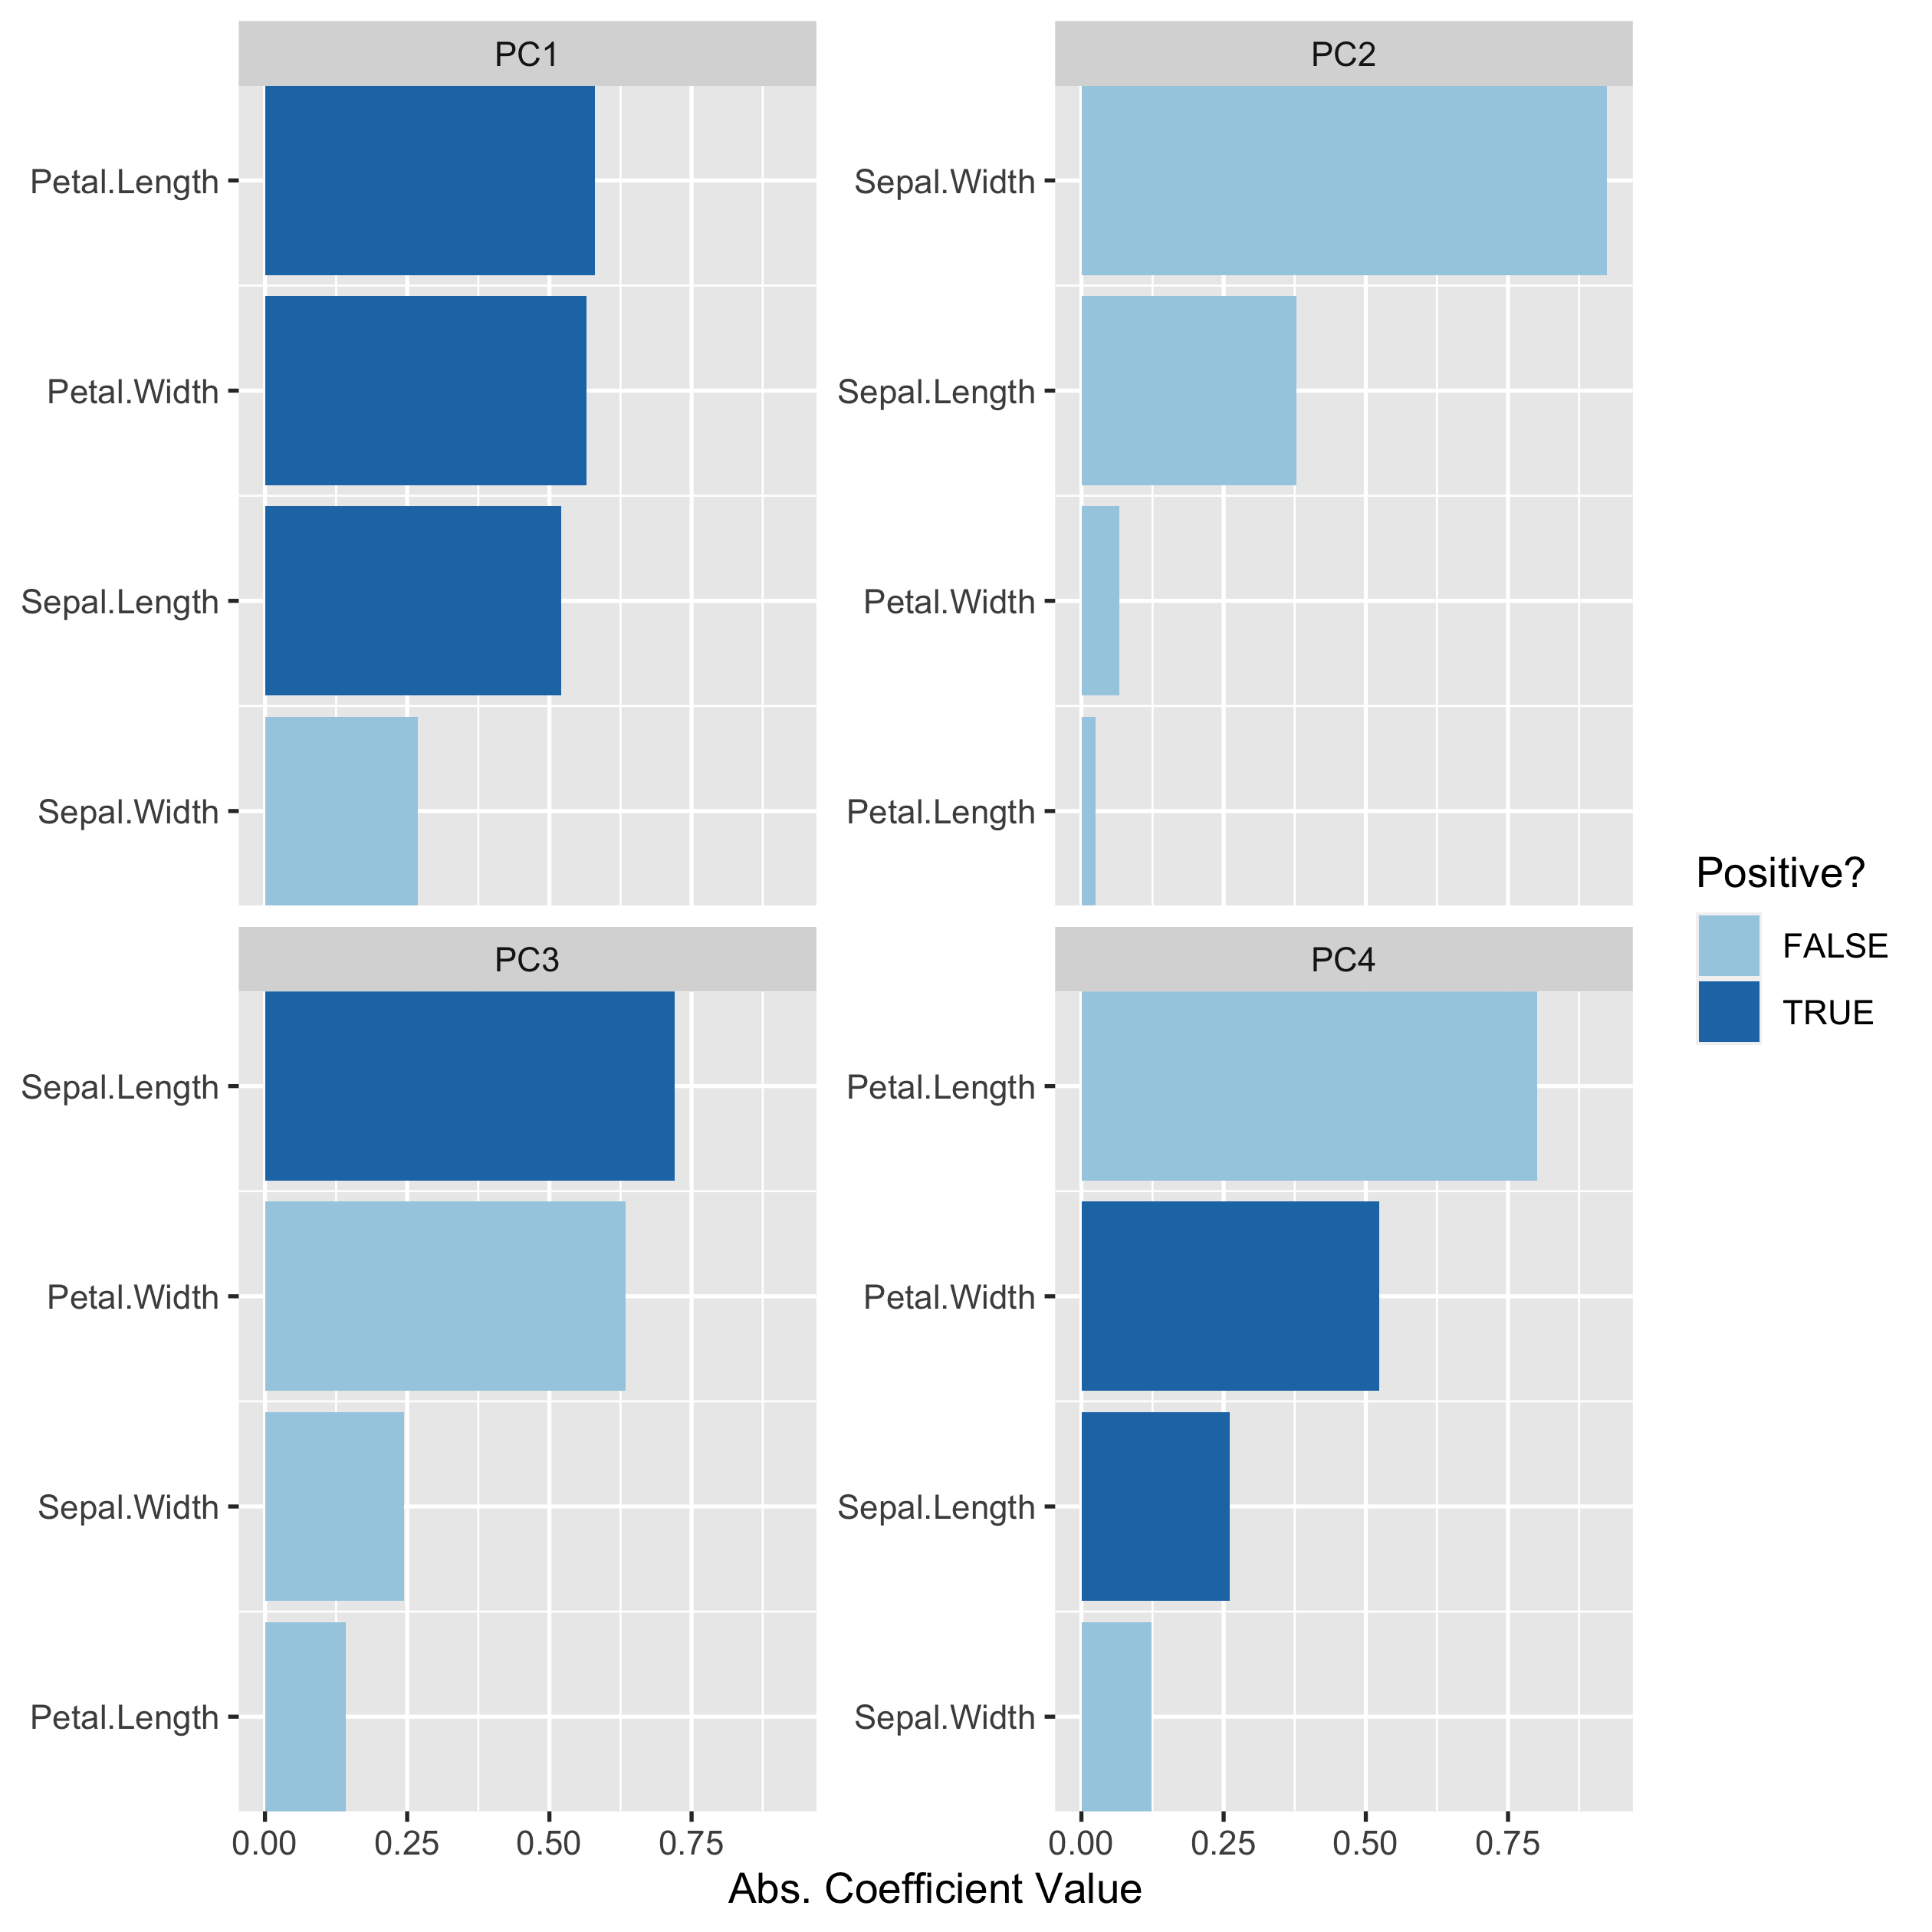 PC1
Petal.Length
Petal.Width
Sepal.Length
Sepal.Width
PC2
Sepal.Width
Sepal.Length
Petal.Width
Petal.Length
PC3
Sepal.Length
Petal.Width
Sepal.Width
Petal.Length
0.00 0.25 0.50 0.75
PC4
Petal.Length
Petal.Width
Sepal.Length
Sepal.Width
0.00 0.25 0.50 0.75
Abs. Coefficient Value
Positive?
FALSE
TRUE